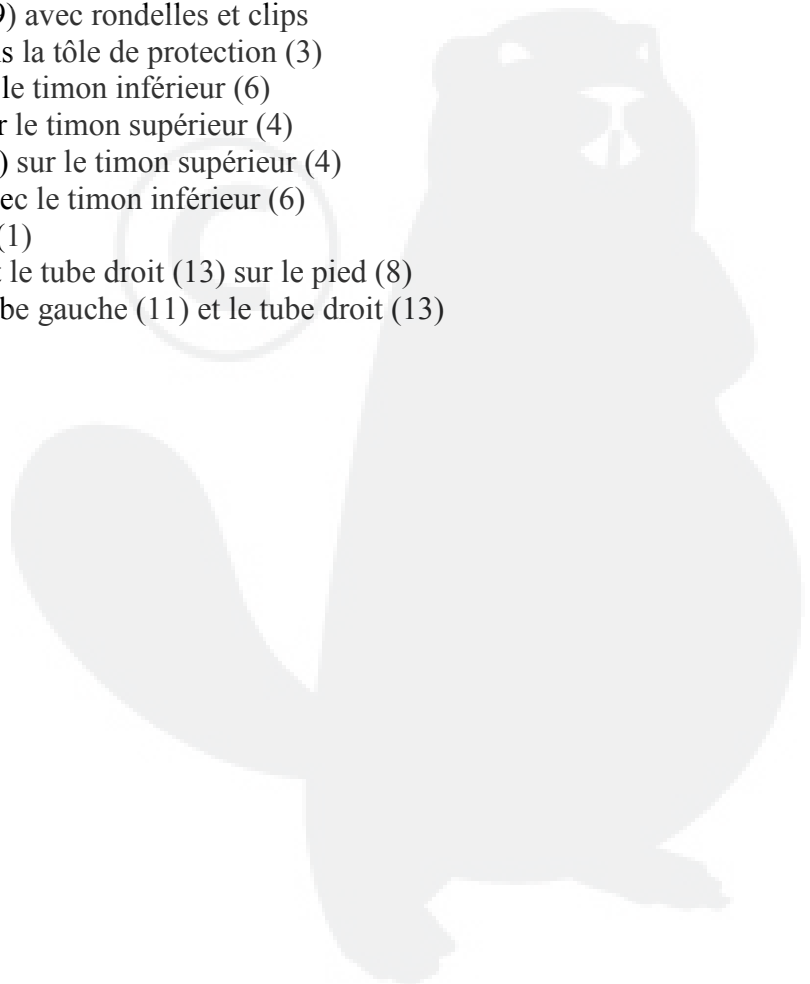 9) avec rondelles et clips
s la tôle de protection (3)
le timon inférieur (6)
r le timon supérieur (4)
) sur le timon supérieur (4)
ec le timon inférieur (6)
(1)
t le tube droit (13) sur le pied (8)
be gauche (11) et le tube droit (13)
©